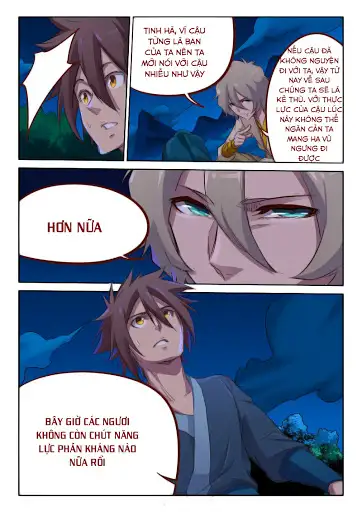 TINH HÀ, VÌ CẬU
TỪNG LÀ BẠN
CỦA TA NÊN TA
MỚI NÓI VỚI CẬU
NHIỀU NHƯ VẬY
NẾU CẬU ĐÃ
KHÔNG NGUYỆN
ĐI VỚI TA, VẬY TỪ
NAY VỀ SAU
CHÚNG TA SẼ LÀ
KẺ THÙ. VỚI THỰC
LỰC CỦA CẬU LÚC
NÀY KHÔNG THỂ
NGĂN CẢN TA
MANG HẠ VŨ
NGƯNG ĐI
ĐƯỢC
HƠN NỮA
BÂY GIỜ CÁC NGƯƠI
KHÔNG CÒN CHÚT NĂNG
LỰC PHẢN KHÁNG NÀO
NỮA RỒI